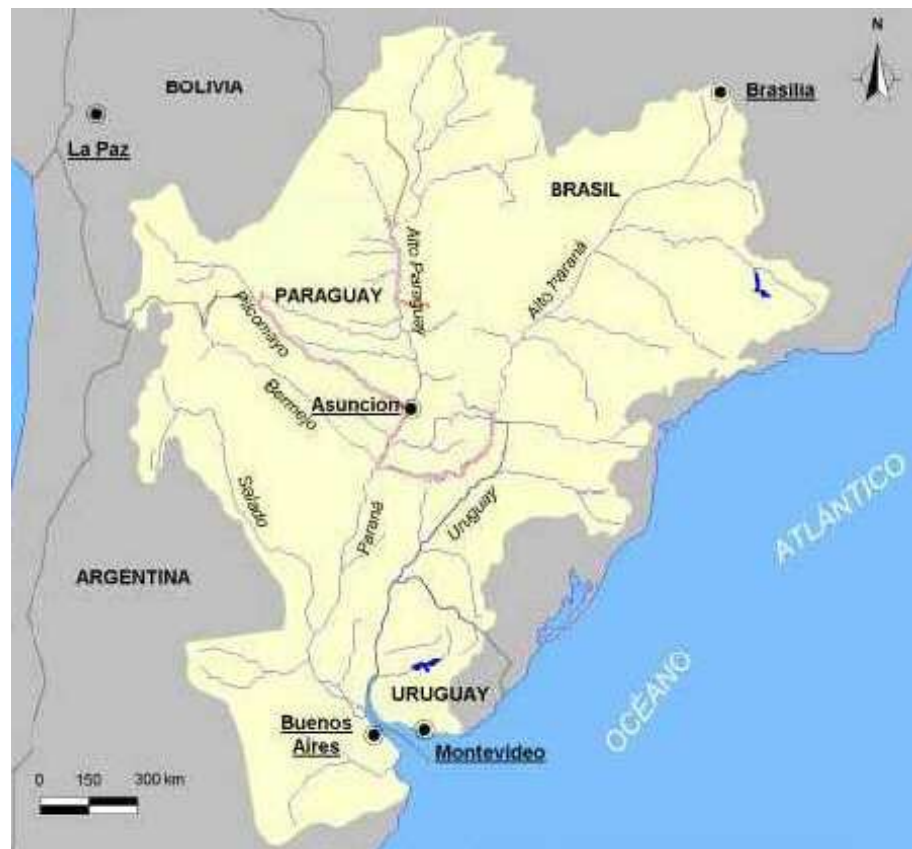 N
BOLIVIA
Brasilia
La Paz
BRASIL
Alto Paraguay
Alto Paraná
PARAGUAY
Pilcomayo
Asuncion
Bermejo
Salado
Paraná
Uruguay
ATLÁNTICO
ARGENTINA
OCÉANO
URUGUAY
Buenos
Aires
Montevideo
0 150 300 km